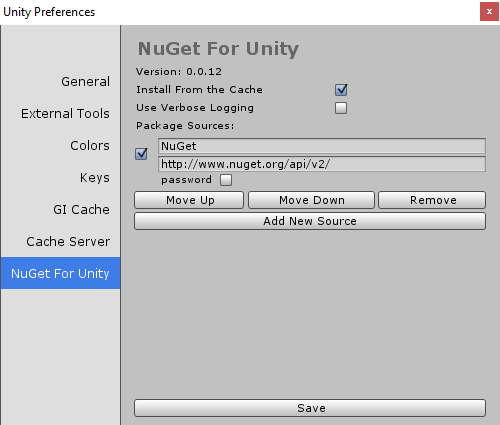 Unity Preferences
General
External Tools
Colors
Keys
GI Cache
Cache Server
NuGet For Unity
NuGet For Unity
Version: 0.0.12
Install From the Cache
Use Verbose Logging
Package Sources:
NuGet
http://www.nuget.org/api/v2/
password
Move Up Move Down Remove
Add New Source
Save